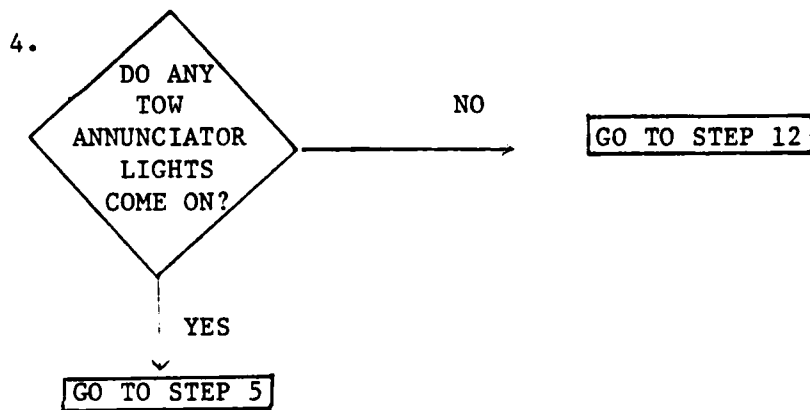 4.
DO ANY
TOW
ANNUNCIATOR
LIGHTS
COME ON?
NO
GO TO STEP 12
YES
GO TO STEP 5